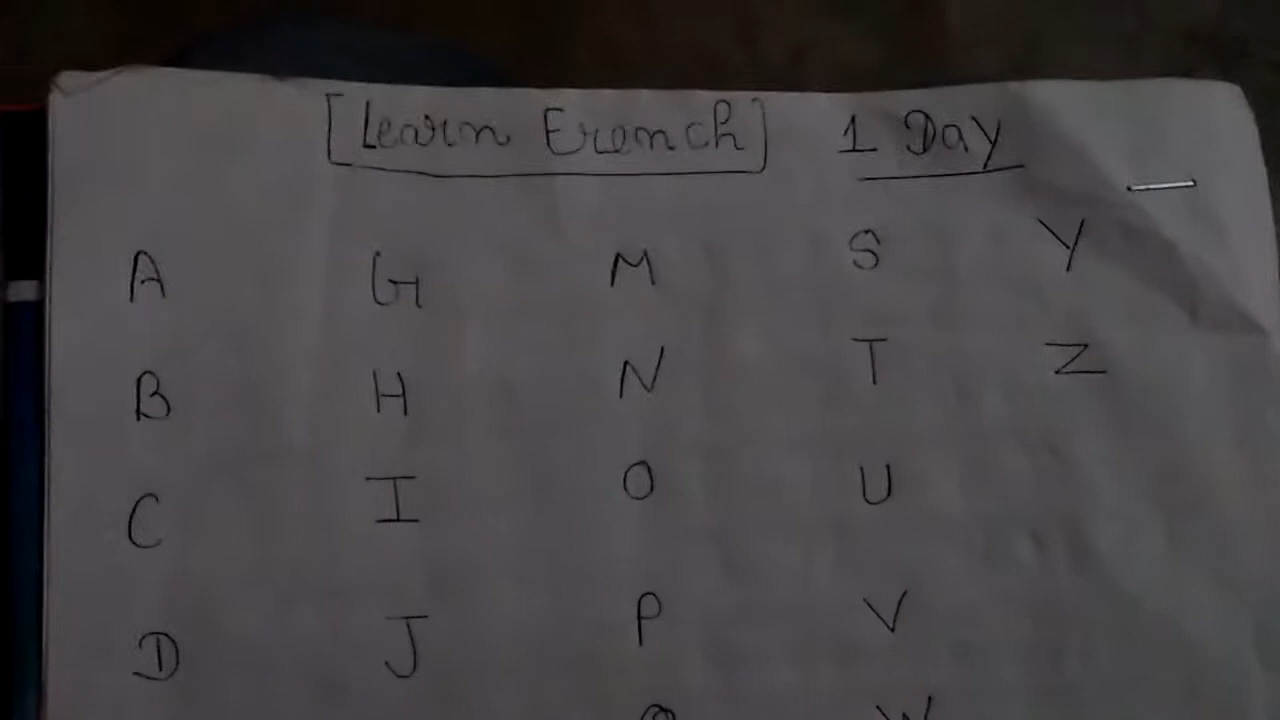 [Learn French] 1 Day
A G M S Y
B H N T Z
C I O U
D J P V
Q W